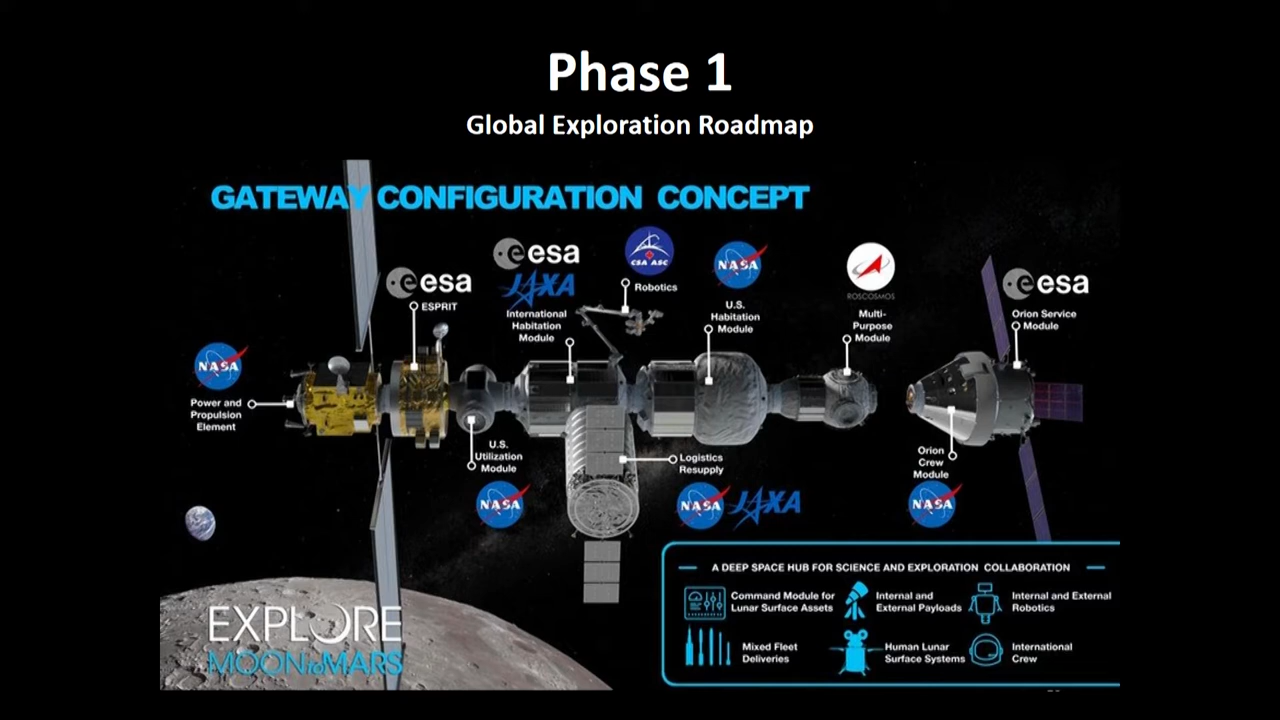 Phase 1
Global Exploration Roadmap
GATEWAY CONFIGURATION CONCEPT
esa
ESPRIT
esa
JAXA
International
Habitation
Module
CSA ASC
Robotics
NASA
U.S.
Habitation
Module
ROSCOSMOS
Multi-
Purpose
Module
esa
Orion Service
Module
NASA
Power and
Propulsion
Element
U.S.
Utilization
Module
NASA
Logistics
Resupply
NASA JAXA
Orion
Crew
Module
NASA
A DEEP SPACE HUB FOR SCIENCE AND EXPLORATION COLLABORATION
Command Module for
Lunar Surface Assets
Internal and
External Payloads
Internal and External
Robotics
Mixed Fleet
Deliveries
Human Lunar
Surface Systems
International
Crew
EXPLORE
MOONtoMARS